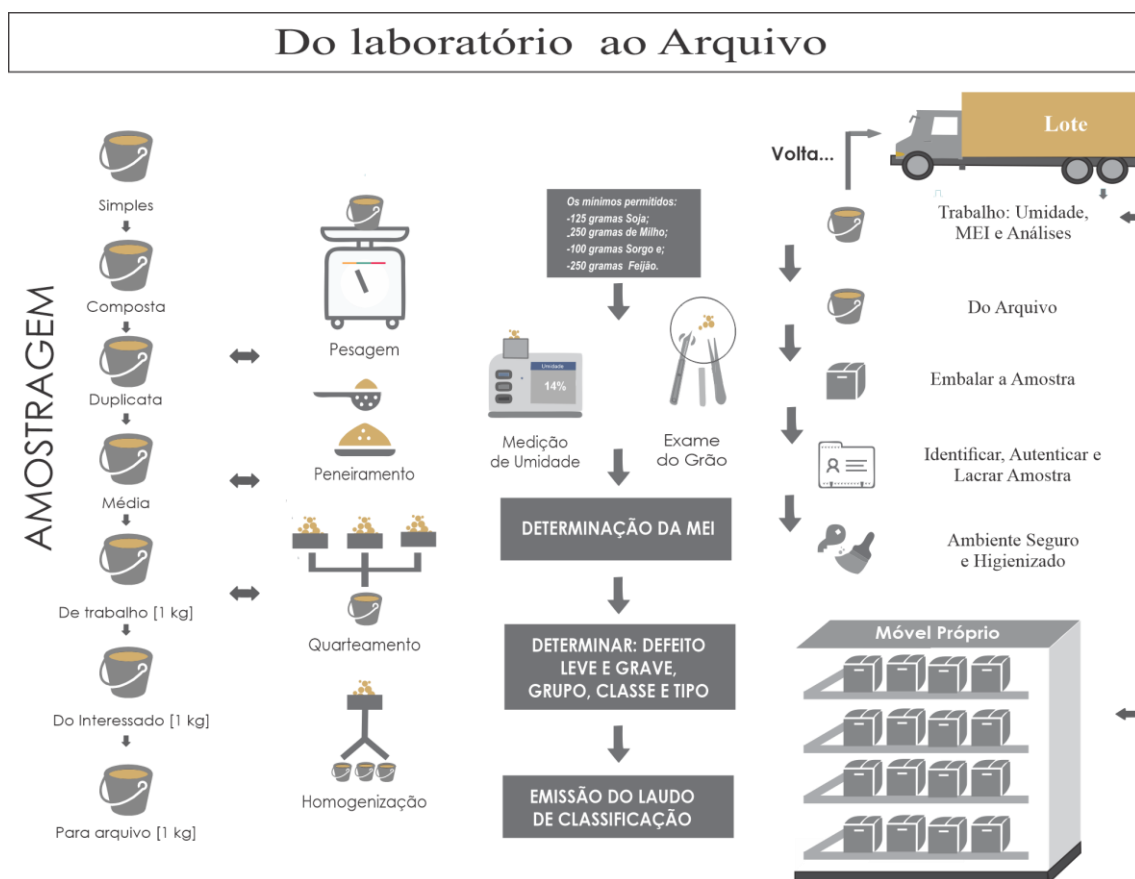 Do laboratório ao Arquivo
AMOSTRAGEM
Simples
Composta
Duplicata
Média
De trabalho [1 kg]
Do Interessado [1 kg]
Para arquivo [1 kg]
Pesagem
Peneiramento
Quarteamento
Homogenização
Os mínimos permitidos:
-125 gramas Soja;
-250 gramas de Milho;
-100 gramas Sorgo e;
-250 gramas Feijão.
Umidade
14%
Medição
de Umidade
Exame
do Grão
DETERMINAÇÃO DA MEI
DETERMINAR: DEFEITO
LEVE E GRAVE,
GRUPO, CLASSE E TIPO
EMISSÃO DO LAUDO
DE CLASSIFICAÇÃO
Volta...
Lote
Trabalho: Umidade,
MEI e Análises
Do Arquivo
Embalar a Amostra
Identificar, Autenticar e
Lacrar Amostra
Ambiente Seguro
e Higienizado
Móvel Próprio